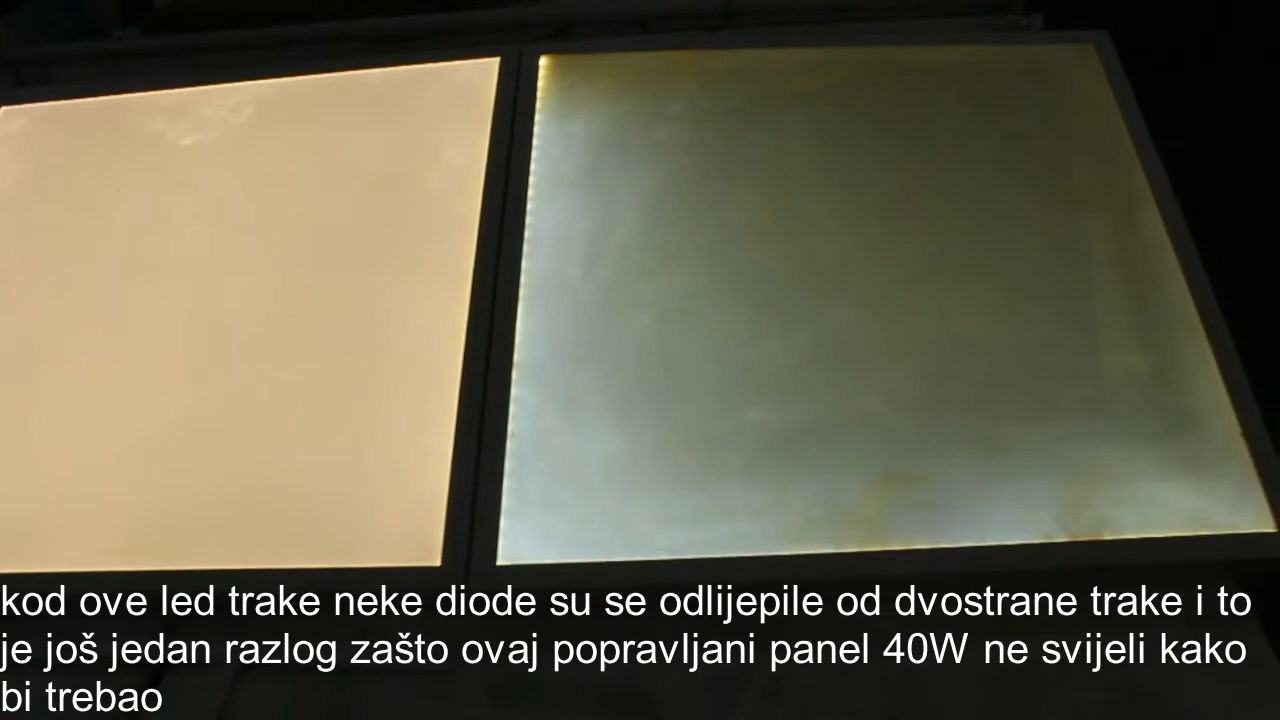 kod ove led trake neke diode su se odlijepile od dvostrane trake i to
je još jedan razlog zašto ovaj popravljani panel 40W ne svijeli kako
bi trebao